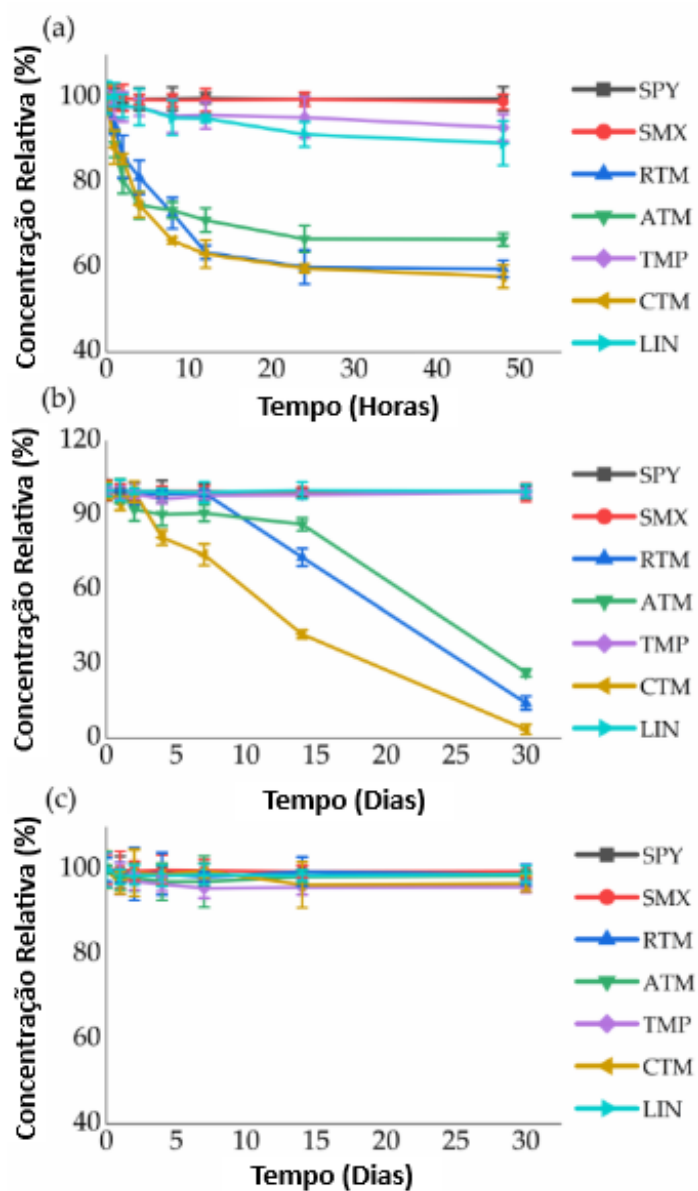 (a)
Concentração Relativa (%)
100
80
60
40
0
10
20
30
40
50
Tempo (Horas)
SPY
SMX
RTM
ATM
TMP
CTM
LIN
(b)
Concentração Relativa (%)
120
90
60
30
0
0
5
10
15
20
25
30
Tempo (Dias)
SPY
SMX
RTM
ATM
TMP
CTM
LIN
(c)
Concentração Relativa (%)
100
80
60
40
0
5
10
15
20
25
30
Tempo (Dias)
SPY
SMX
RTM
ATM
TMP
CTM
LIN